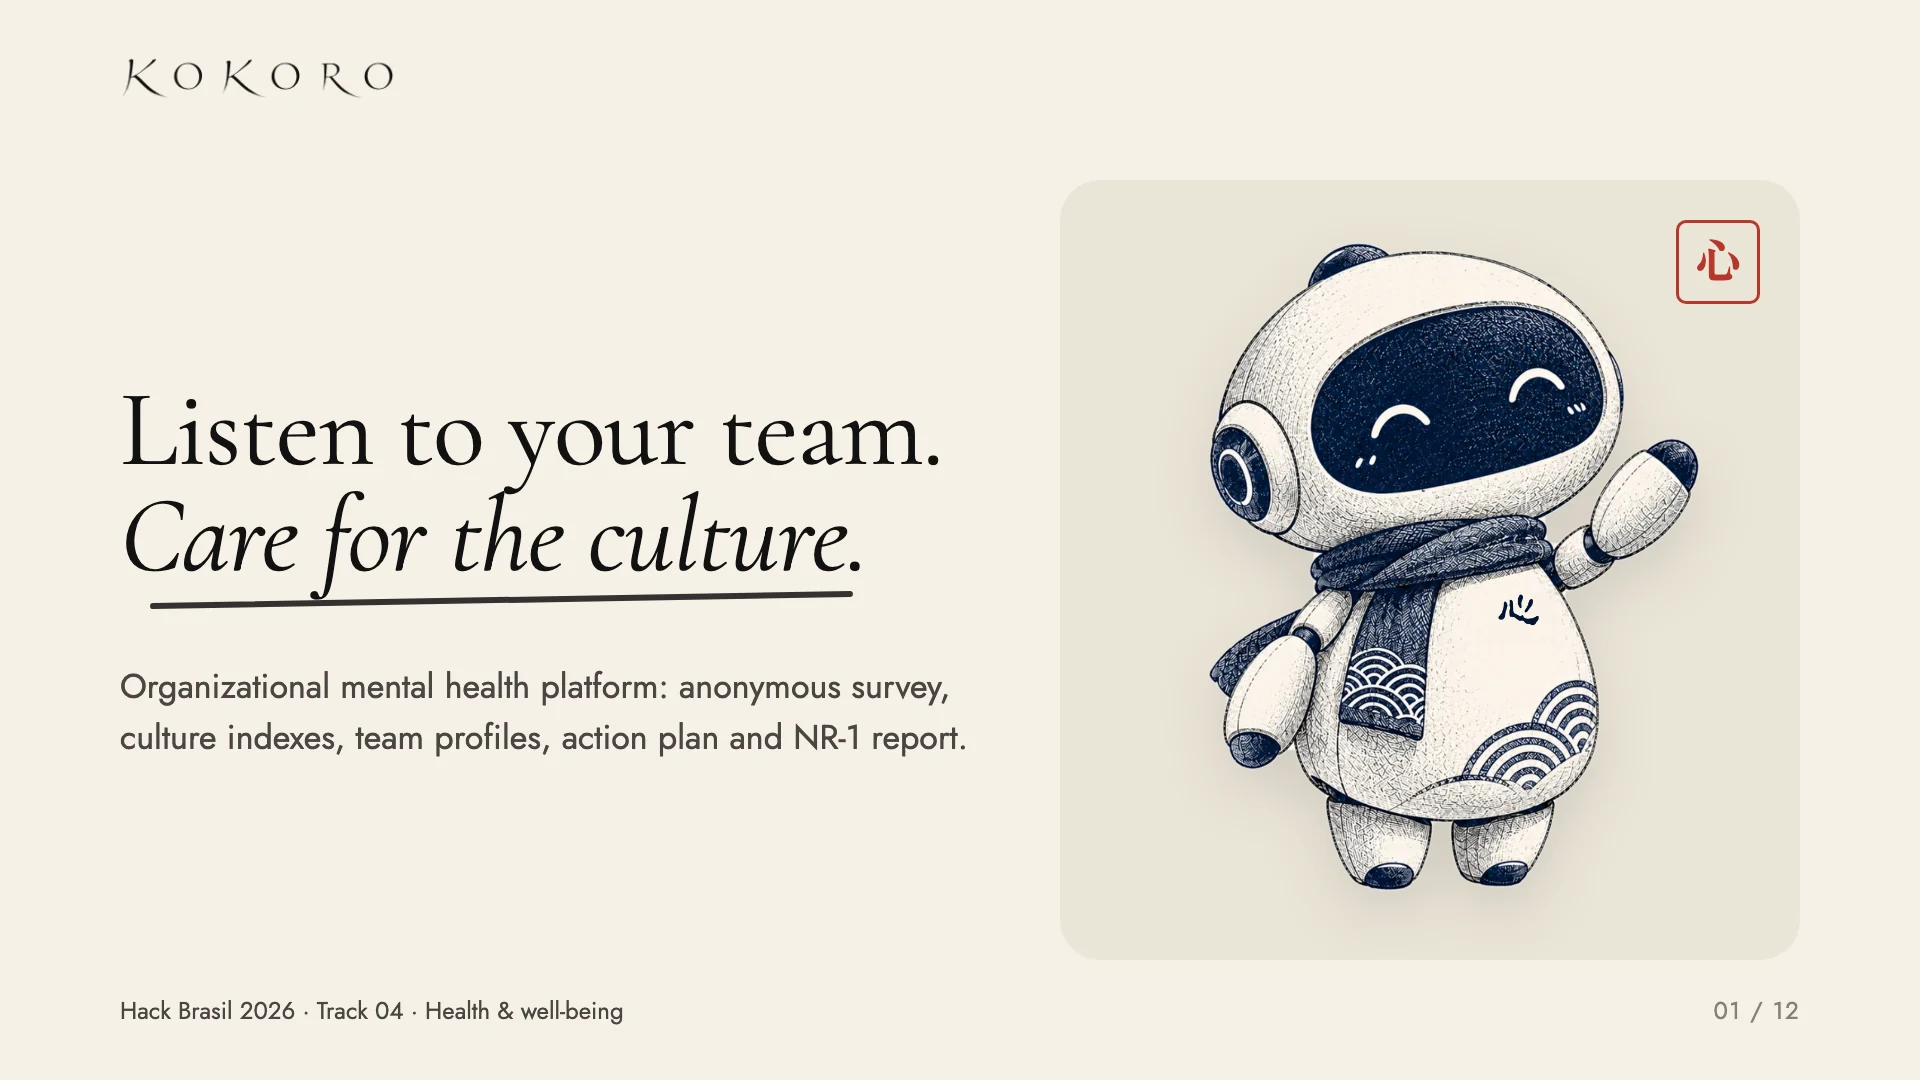 KOKORO
Listen to your team.
Care for the culture.
Organizational mental health platform: anonymous survey,
culture indexes, team profiles, action plan and NR-1 report.
心
心
Hack Brasil 2026 · Track 04 · Health & well-being
01 / 12